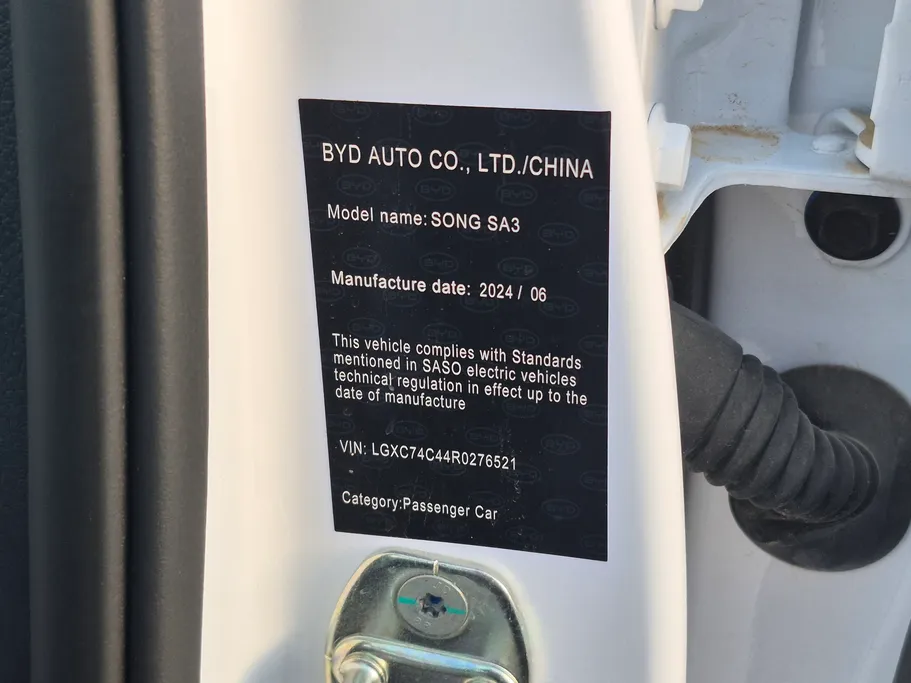 BYD AUTO CO., LTD./CHINA
Model name: SONG SA3
Manufacture date: 2024 / 06
This vehicle complies with Standards
mentioned in SASO electric vehicles
technical regulation in effect up to the
date of manufacture
VIN: LGXC74C44R0276521
Category:Passenger Car